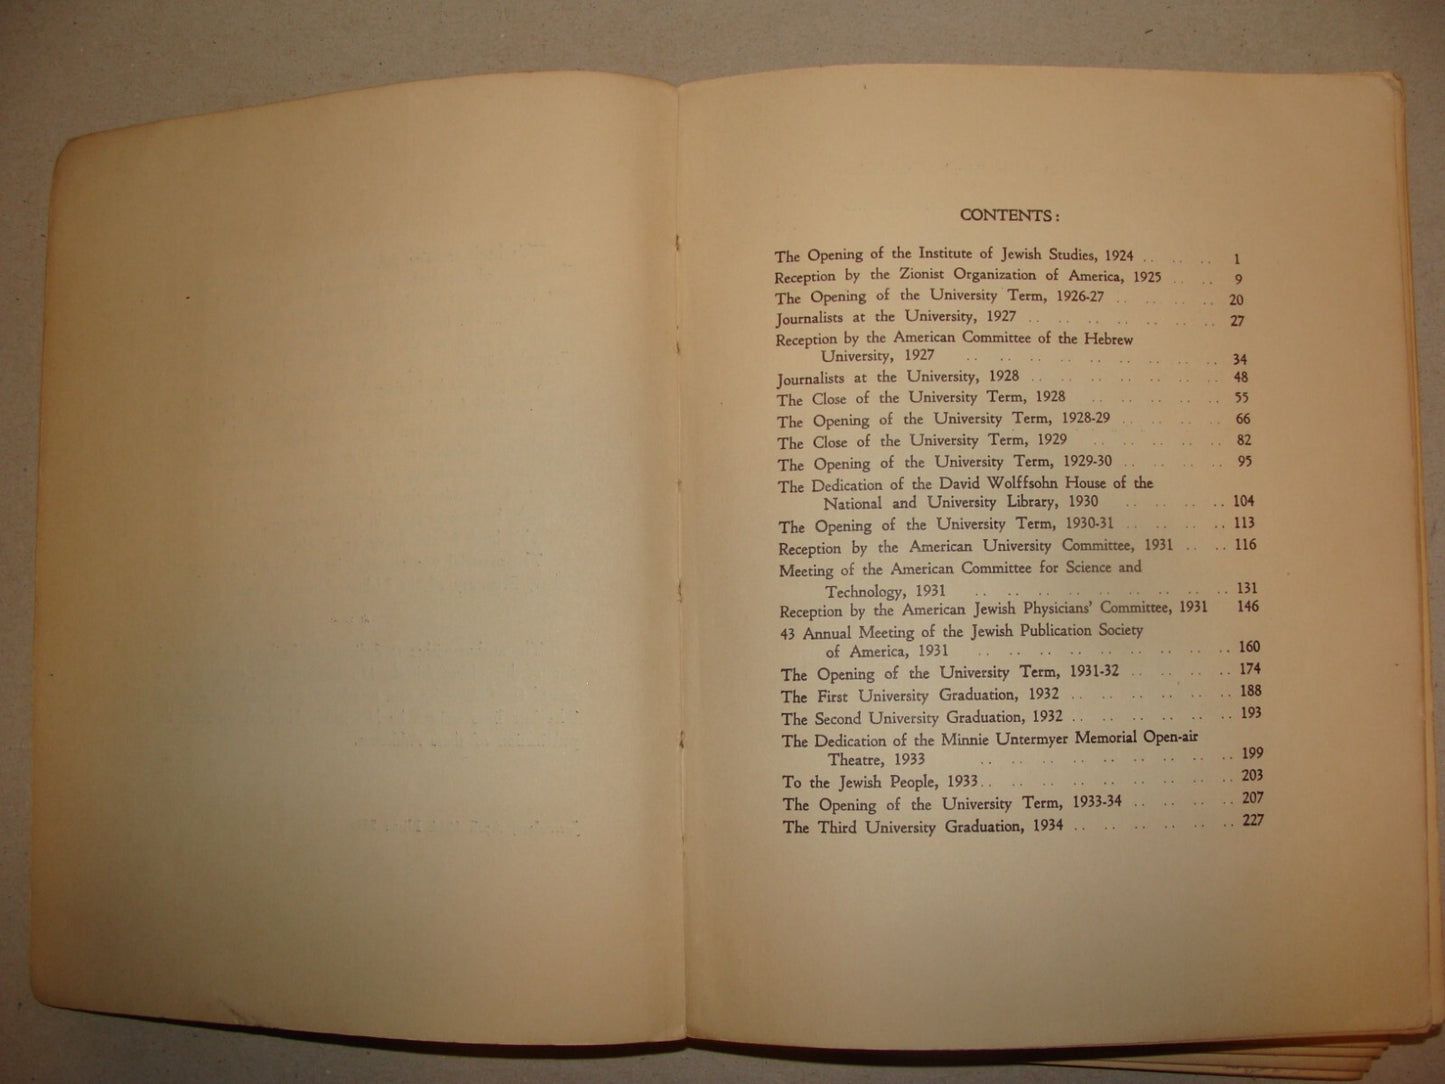 CONTENTS:
The Opening of the Institute of Jewish Studies, 1924 .. .. .. 1
Reception by the Zionist Organization of America, 1925 .. .. 9
The Opening of the University Term, 1926-27 .. .. .. .. 20
Journalists at the University, 1927 .. .. .. .. .. .. .. 27
Reception by the American Committee of the Hebrew
University, 1927 .. .. .. .. .. .. .. .. .. 34
Journalists at the University, 1928 .. .. .. .. .. .. .. 48
The Close of the University Term, 1928 .. .. .. .. .. 55
The Opening of the University Term, 1928-29 .. .. .. .. 66
The Close of the University Term, 1929 .. .. .. .. .. 82
The Opening of the University Term, 1929-30 .. .. .. .. 95
The Dedication of the David Wolffsohn House of the
National and University Library, 1930 .. .. .. .. 104
The Opening of the University Term, 1930-31 .. .. .. .. 113
Reception by the American University Committee, 1931 .. .. 116
Meeting of the American Committee for Science and
Technology, 1931 .. .. .. .. .. .. .. .. .. 131
Reception by the American Jewish Physicians' Committee, 1931 146
43 Annual Meeting of the Jewish Publication Society
of America, 1931 .. .. .. .. .. .. .. .. .. 160
The Opening of the University Term, 1931-32 .. .. .. .. 174
The First University Graduation, 1932 .. .. .. .. .. .. 188
The Second University Graduation, 1932 .. .. .. .. .. .. 193
The Dedication of the Minnie Untermyer Memorial Open-air
Theatre, 1933 .. .. .. .. .. .. .. .. .. 199
To the Jewish People, 1933 .. .. .. .. .. .. .. .. .. 203
The Opening of the University Term, 1933-34 .. .. .. .. 207
The Third University Graduation, 1934 .. .. .. .. .. .. 227